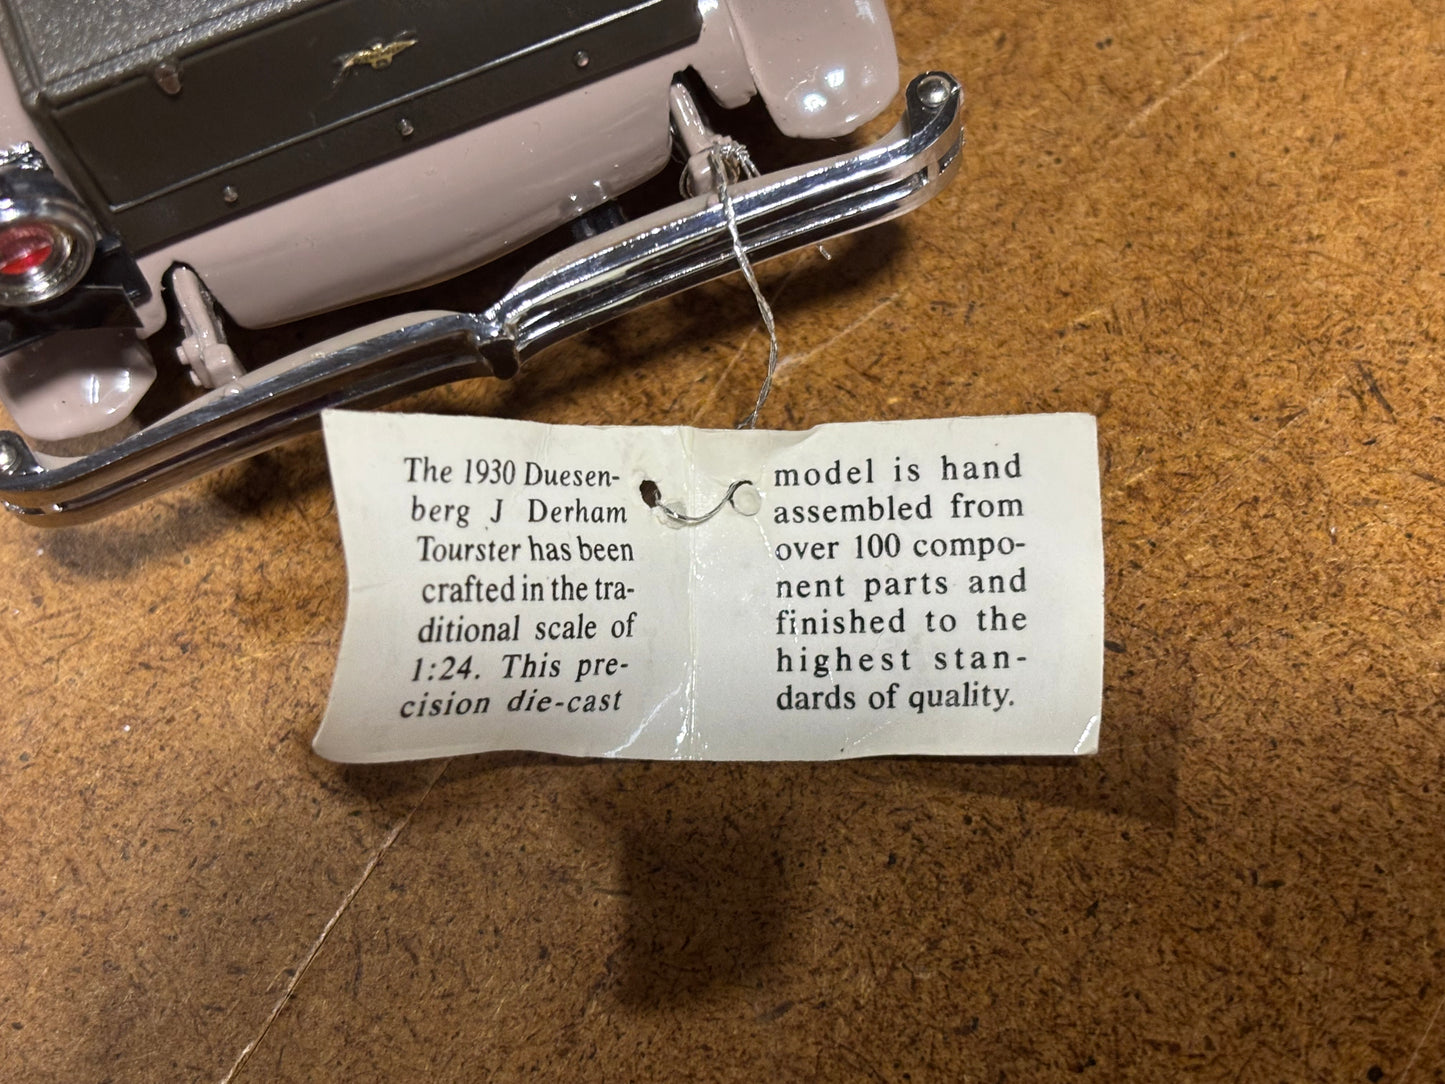 The 1930 Duesen-
berg J Derham
Tourster has been
crafted in the tra-
ditional scale of
1:24. This pre-
cision die-cast
model is hand
assembled from
over 100 compo-
nent parts and
finished to the
highest stan-
dards of quality.